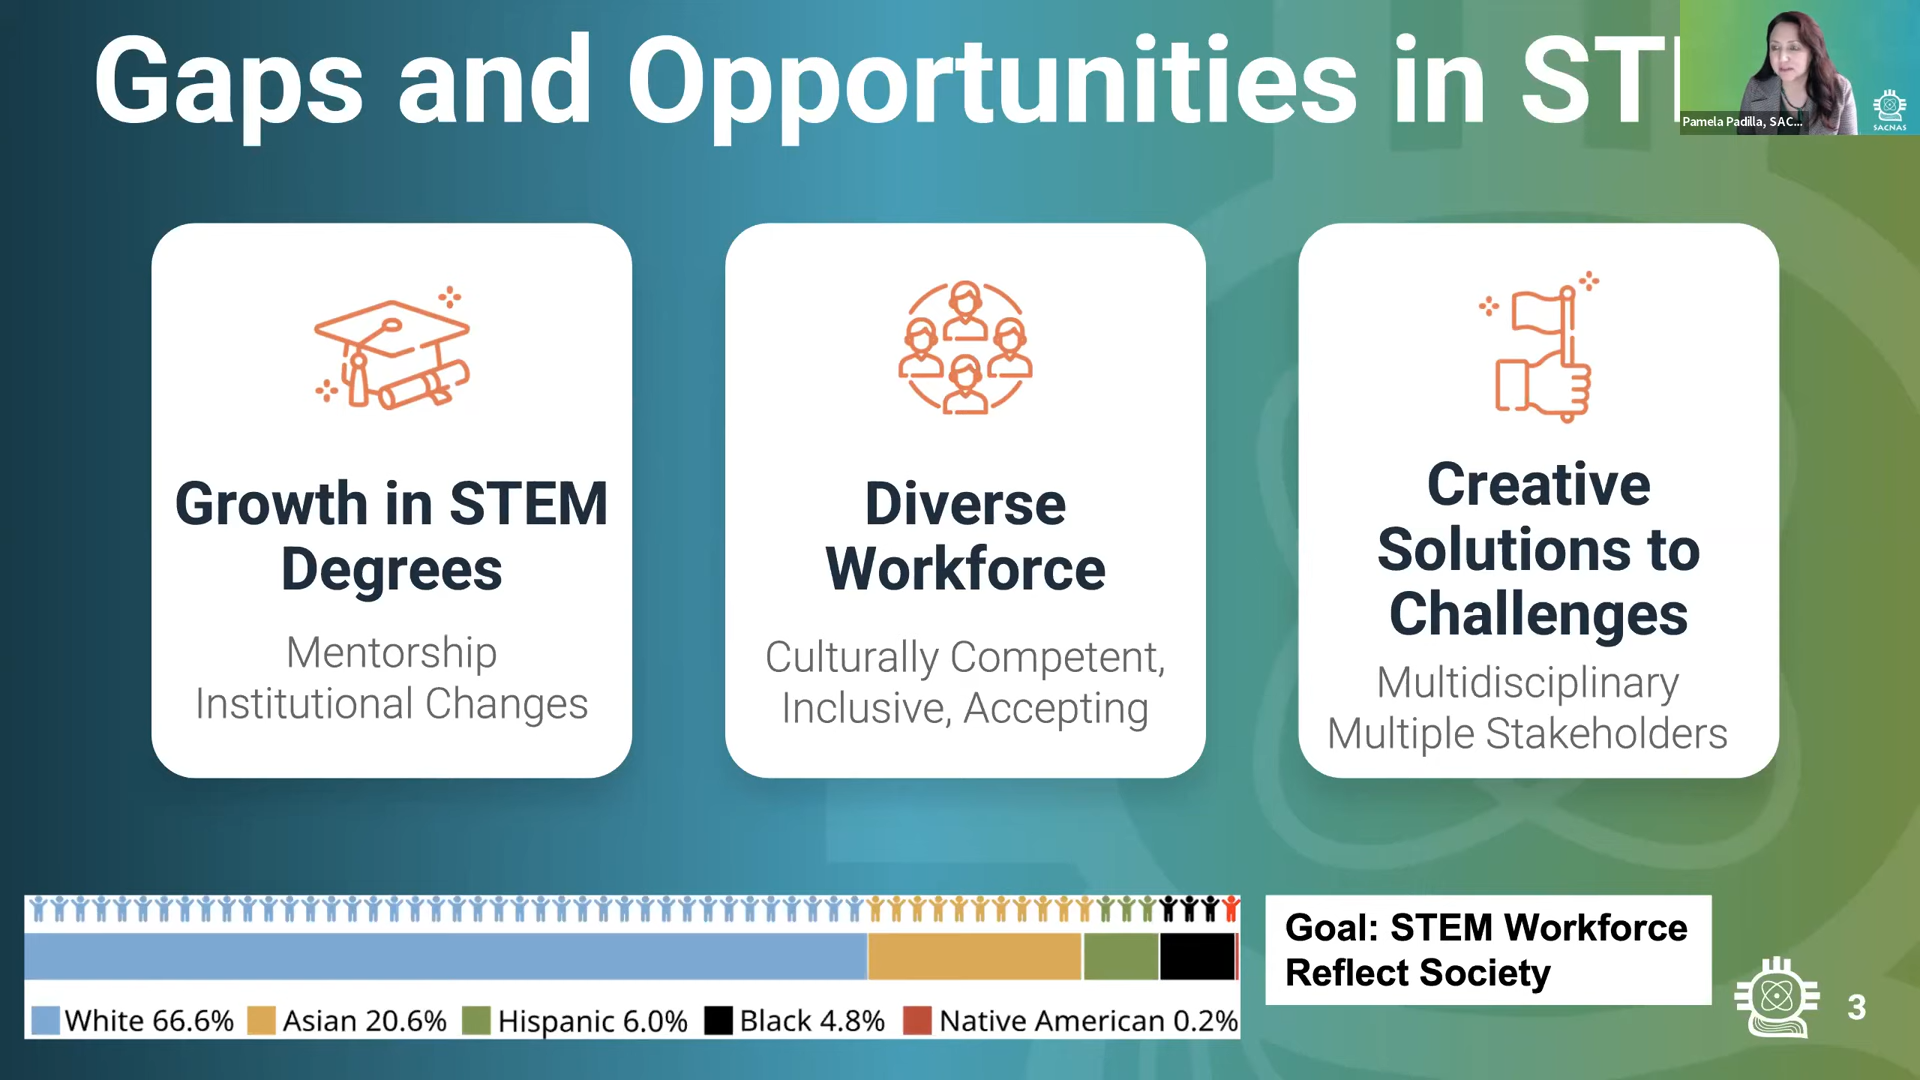 Gaps and Opportunities in STE
Pamela Padilla, SAC...
SACNAS
Growth in STEM
Degrees
Mentorship
Institutional Changes
Diverse
Workforce
Culturally Competent,
Inclusive, Accepting
Creative
Solutions to
Challenges
Multidisciplinary
Multiple Stakeholders
White 66.6% Asian 20.6% Hispanic 6.0% Black 4.8% Native American 0.2%
Goal: STEM Workforce
Reflect Society
3